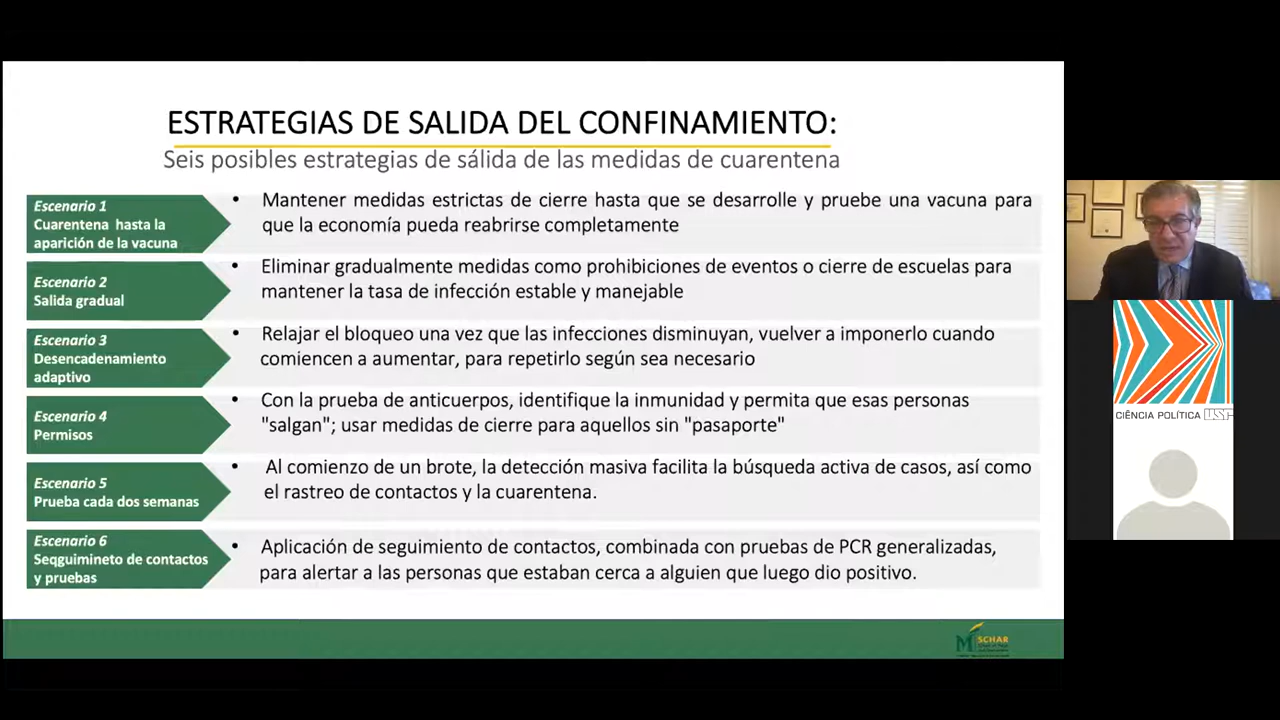 ESTRATEGIAS DE SALIDA DEL CONFINAMIENTO:
Seis posibles estrategias de sálida de las medidas de cuarentena
Escenario 1
Cuarentena hasta la
aparición de la vacuna
• Mantener medidas estrictas de cierre hasta que se desarrolle y pruebe una vacuna para
que la economía pueda reabrirse completamente
Escenario 2
Salida gradual
• Eliminar gradualmente medidas como prohibiciones de eventos o cierre de escuelas para
mantener la tasa de infección estable y manejable
Escenario 3
Desencadenamiento
adaptivo
• Relajar el bloqueo una vez que las infecciones disminuyan, vuelver a imponerlo cuando
comiencen a aumentar, para repetirlo según sea necesario
Escenario 4
Permisos
• Con la prueba de anticuerpos, identifique la inmunidad y permita que esas personas
"salgan"; usar medidas de cierre para aquellos sin "pasaporte"
Escenario 5
Prueba cada dos semanas
• Al comienzo de un brote, la detección masiva facilita la búsqueda activa de casos, así como
el rastreo de contactos y la cuarentena.
Escenario 6
Seqguimineto de contactos
y pruebas
• Aplicación de seguimiento de contactos, combinada con pruebas de PCR generalizadas,
para alertar a las personas que estaban cerca a alguien que luego dio positivo.
M SCHAR
CIÊNCIA POLÍTICA USP